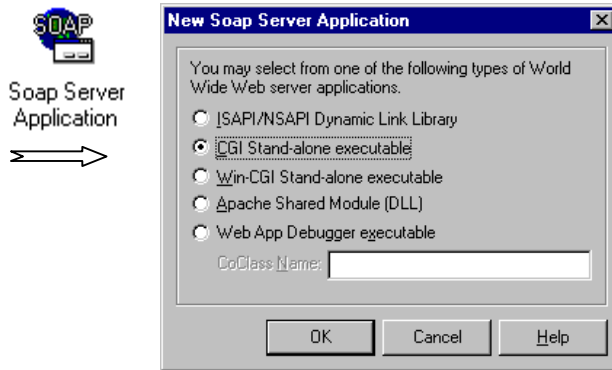 SOAP
Soap Server
Application
New Soap Server Application
You may select from one of the following types of World
Wide Web server applications.
ISAPI/NSAPI Dynamic Link Library
CGI Stand-alone executable
Win-CGI Stand-alone executable
Apache Shared Module (DLL)
Web App Debugger executable
CoClass Name:
OK
Cancel
Help